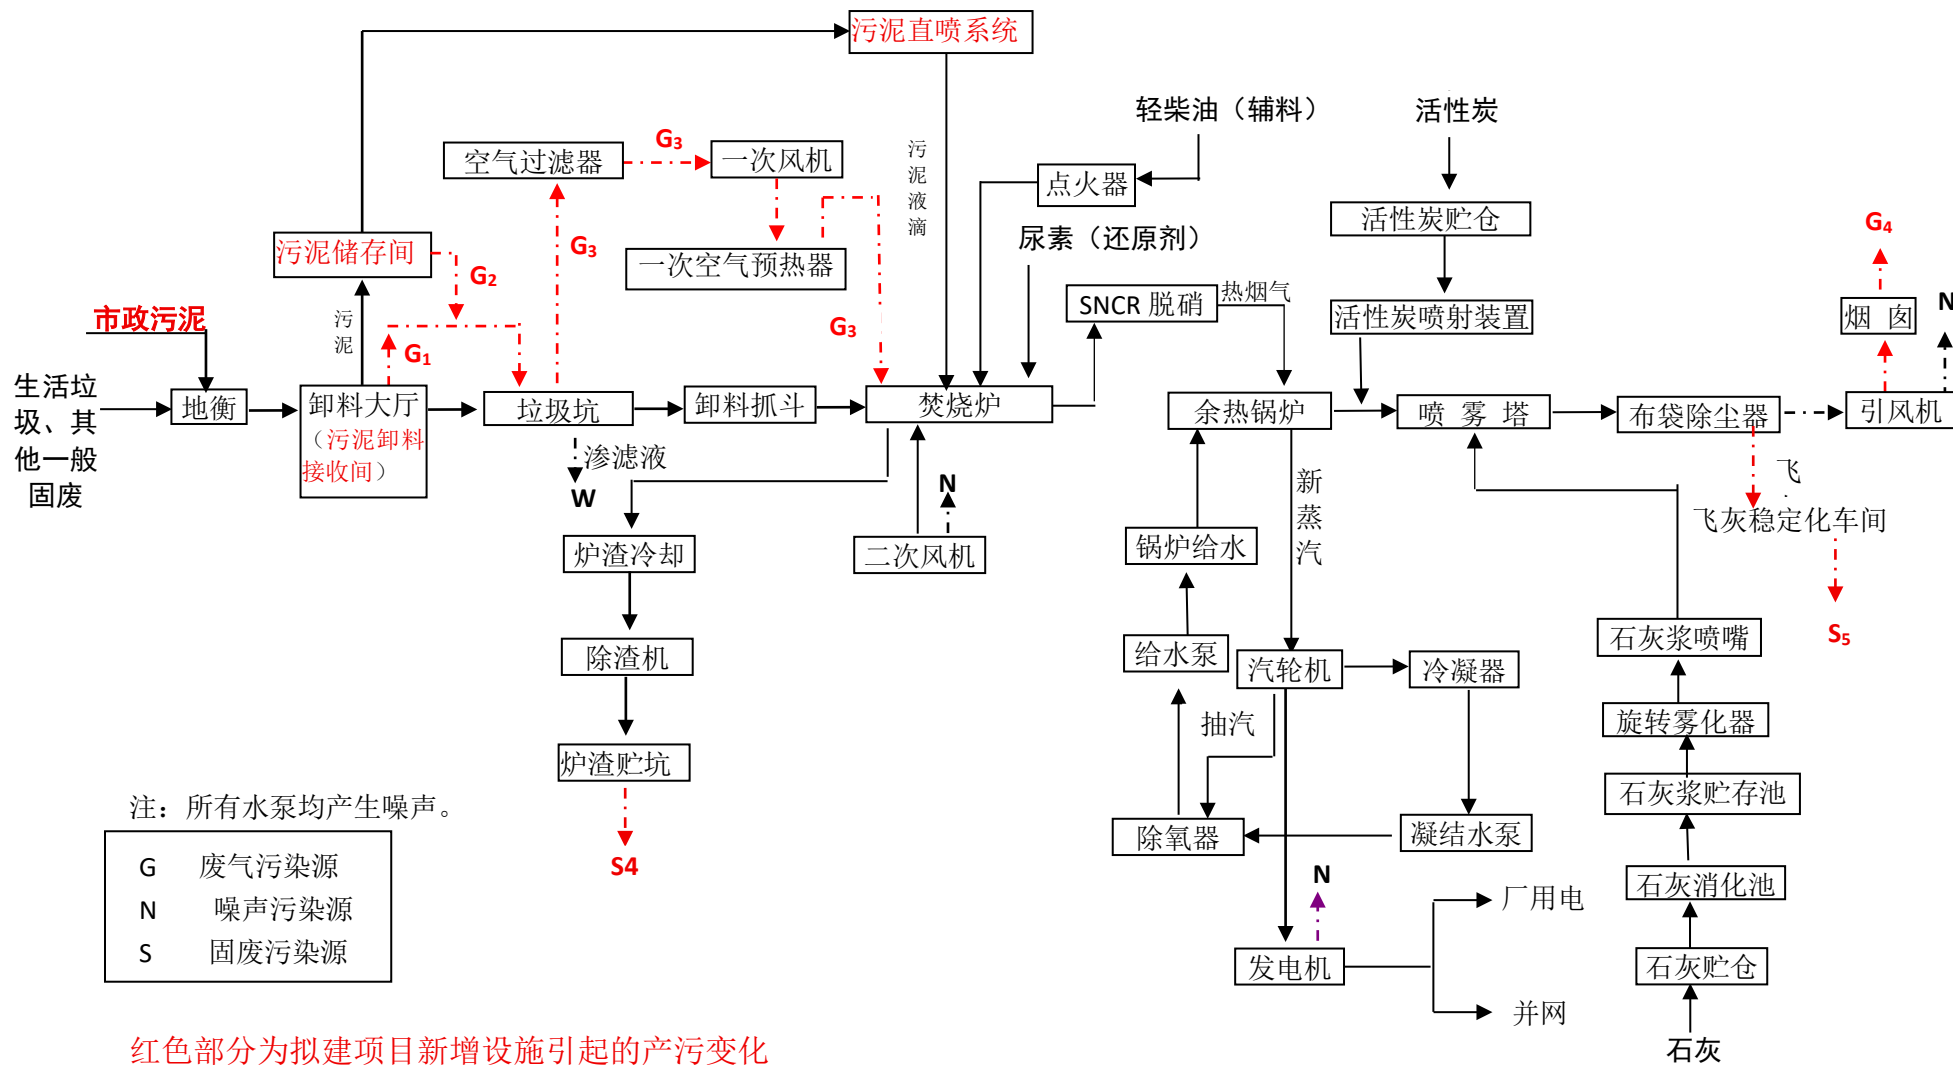 污泥直喷系统
轻柴油（辅料）
活性炭
空气过滤器
G3
一次风机
污泥液滴
点火器
活性炭贮仓
G4
污泥储存间
G2
G3
一次空气预热器
尿素（还原剂）
SNCR 脱硝
热烟气
活性炭喷射装置
烟 囱
N
市政污泥
污泥
G1
G3
生活垃
圾、其
他一般
固废
地衡
卸料大厅
（污泥卸料
接收间）
垃圾坑
卸料抓斗
焚烧炉
余热锅炉
喷 雾 塔
布袋除尘器
引风机
渗滤液
W
N
新蒸汽
飞
飞灰稳定化车间
炉渣冷却
二次风机
锅炉给水
S5
除渣机
给水泵
汽轮机
冷凝器
石灰浆喷嘴
抽汽
旋转雾化器
炉渣贮坑
石灰浆贮存池
注：所有水泵均产生噪声。
除氧器
凝结水泵
S4
G 废气污染源
N 噪声污染源
S 固废污染源
N
石灰消化池
厂用电
发电机
石灰贮仓
并网
石灰
红色部分为拟建项目新增设施引起的产污变化